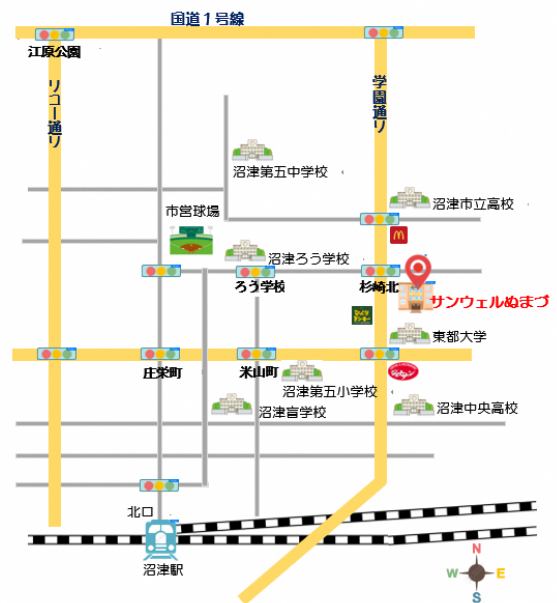 国道１号線
江原公園
リコー通り
学園通り
沼津第五中学校
沼津市立高校
市営球場
沼津ろう学校
ろう学校
杉崎北
サンウェルぬまづ
東都大学
庄栄町
米山町
沼津第五小学校
沼津盲学校
沼津中央高校
北口
沼津駅
N
W
E
S